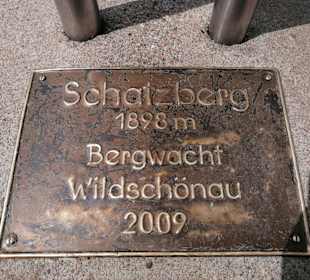 Schatzberg
1898 m
Bergwacht
Wildschönau
2009